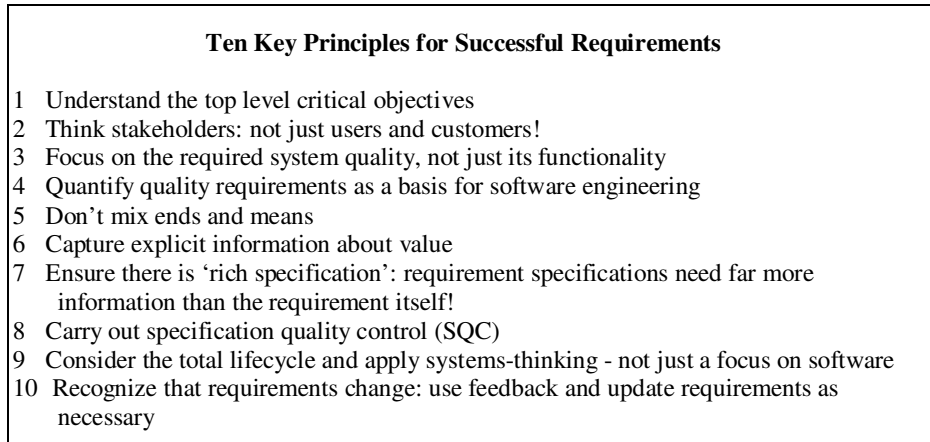 Ten Key Principles for Successful Requirements
1 Understand the top level critical objectives
2 Think stakeholders: not just users and customers!
3 Focus on the required system quality, not just its functionality
4 Quantify quality requirements as a basis for software engineering
5 Don’t mix ends and means
6 Capture explicit information about value
7 Ensure there is ‘rich specification’: requirement specifications need far more
information than the requirement itself!
8 Carry out specification quality control (SQC)
9 Consider the total lifecycle and apply systems-thinking - not just a focus on software
10 Recognize that requirements change: use feedback and update requirements as
necessary